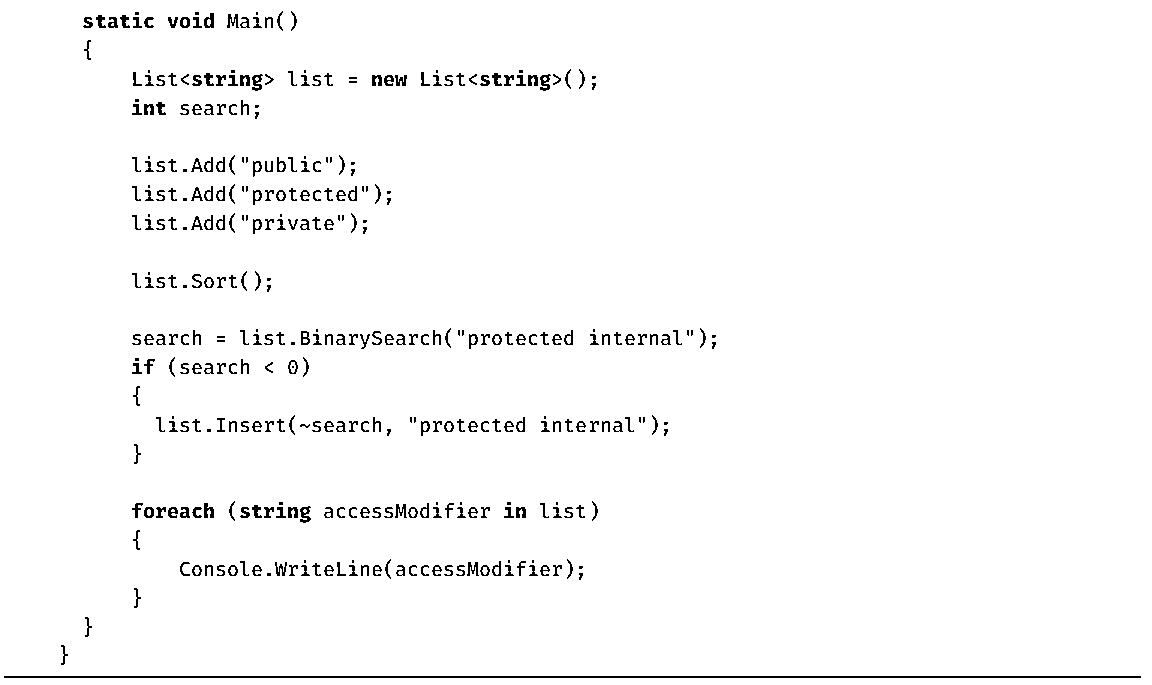 static void Main()
{
List<string> list = new List<string>();
int search;
list.Add("public");
list.Add("protected");
list.Add("private");
list.Sort();
search = list.BinarySearch("protected internal");
if (search < 0)
{
list.Insert(~search, "protected internal");
}
foreach (string accessModifier in list)
{
Console.WriteLine(accessModifier);
}
}
}